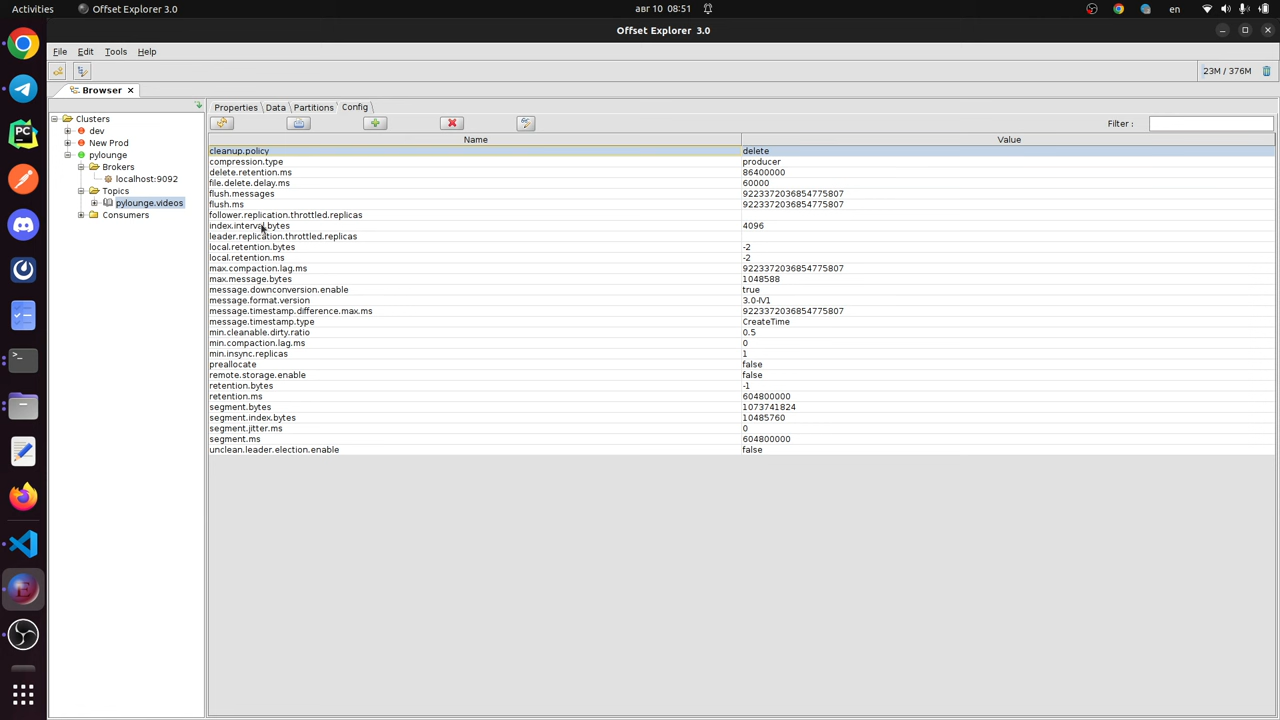 Activities Offset Explorer 3.0 авг 10 08:51 en
Offset Explorer 3.0
File Edit Tools Help
23M / 376M
Browser
Properties Data Partitions Config
Filter :
Clusters
dev
New Prod
pylounge
Brokers
localhost:9092
Topics
pylounge.videos
Consumers
Name Value
cleanup.policy delete
compression.type producer
delete.retention.ms 86400000
file.delete.delay.ms 60000
flush.messages 9223372036854775807
flush.ms 9223372036854775807
follower.replication.throttled.replicas
index.interval.bytes 4096
leader.replication.throttled.replicas
local.retention.bytes -2
local.retention.ms -2
max.compaction.lag.ms 9223372036854775807
max.message.bytes 1048588
message.downconversion.enable true
message.format.version 3.0-IV1
message.timestamp.difference.max.ms 9223372036854775807
message.timestamp.type CreateTime
min.cleanable.dirty.ratio 0.5
min.compaction.lag.ms 0
min.insync.replicas 1
preallocate false
remote.storage.enable false
retention.bytes -1
retention.ms 604800000
segment.bytes 1073741824
segment.index.bytes 10485760
segment.jitter.ms 0
segment.ms 604800000
unclean.leader.election.enable false